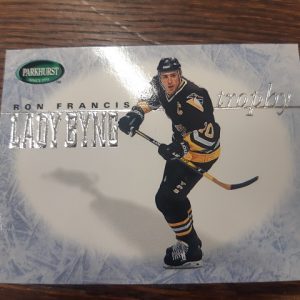 PARKHURST
RON FRANCIS
LADY BYNG trophy